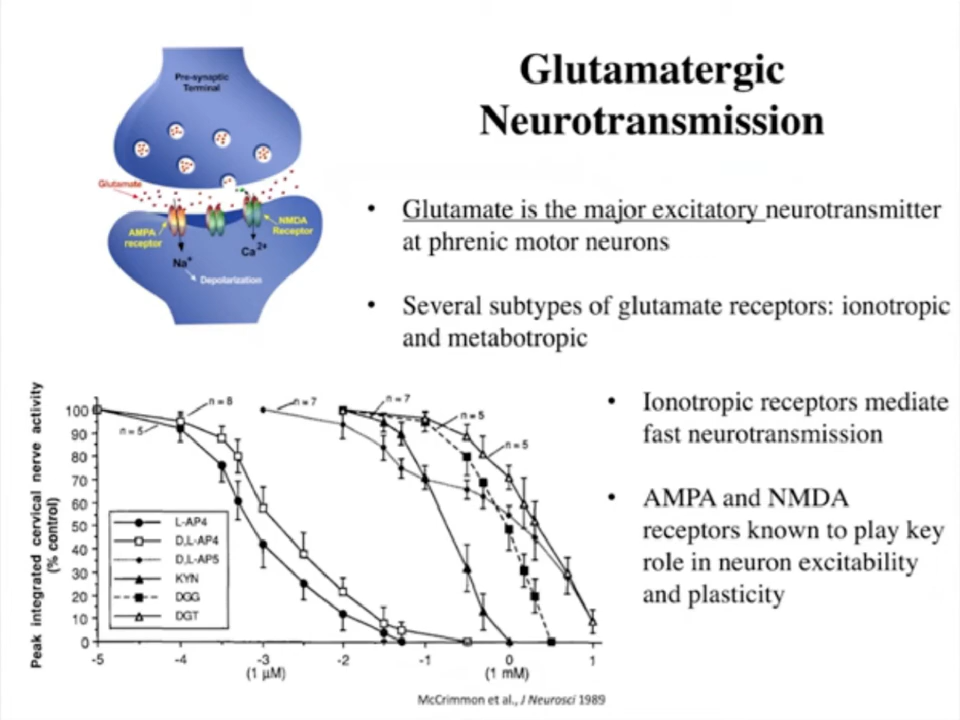 Glutamatergic
Neurotransmission
Pre-synaptic
Terminal
Glutamate
AMPA
receptor
NMDA
Receptor
Na+
Ca2+
Depolarization
• Glutamate is the major excitatory neurotransmitter
at phrenic motor neurons
• Several subtypes of glutamate receptors: ionotropic
and metabotropic
• Ionotropic receptors mediate
fast neurotransmission
• AMPA and NMDA
receptors known to play key
role in neuron excitability
and plasticity
Peak integrated cervical nerve activity
(% control)
100
90
80
70
60
50
40
30
20
10
0
n=8
n=5
n=7
n=7
n=5
n=5
L-AP4
D,L-AP4
D,L-AP5
KYN
DGG
DGT
-5 -4 -3 -2 -1 0 1
(1 μM) (1 mM)
McCrimmon et al., J Neurosci 1989